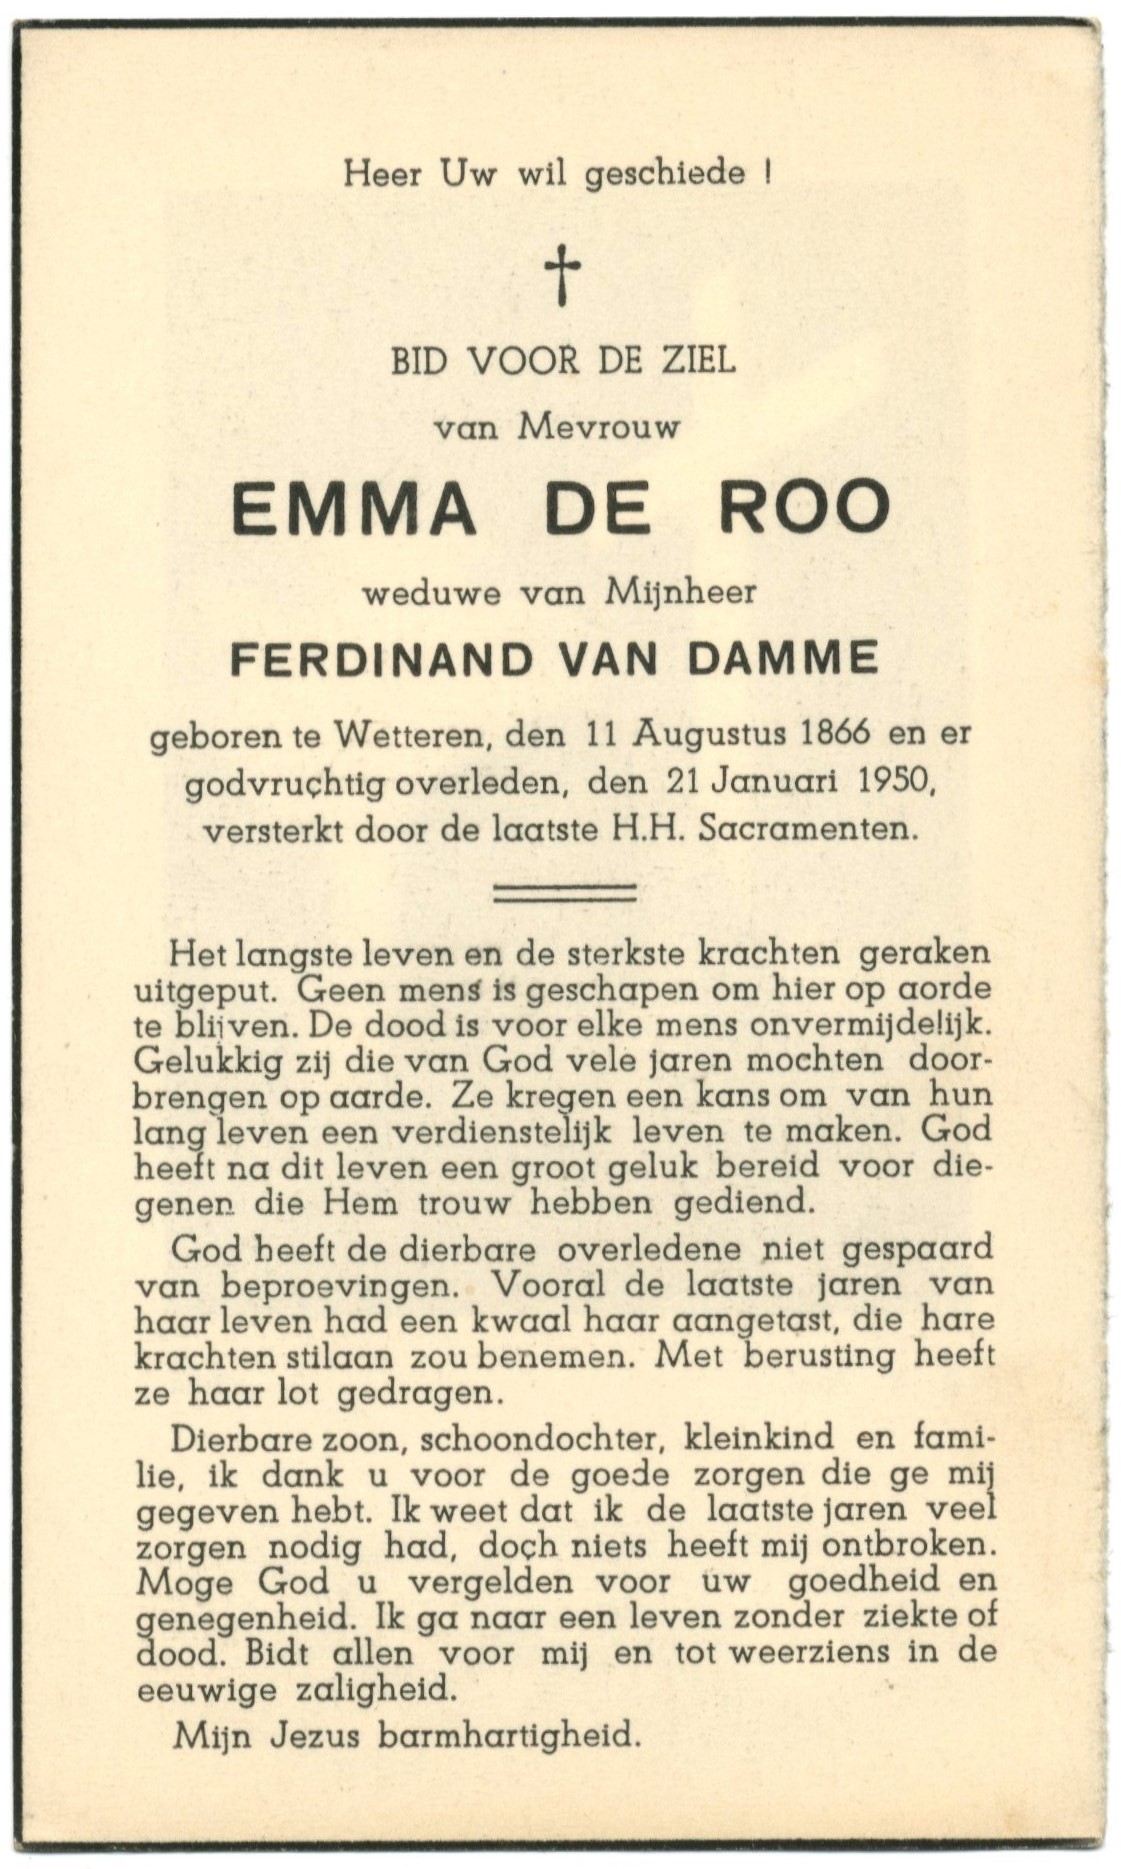 Heer Uw wil geschiede !
BID VOOR DE ZIEL
van Mevrouw
EMMA DE ROO
weduwe van Mijnheer
FERDINAND VAN DAMME
geboren te Wetteren, den 11 Augustus 1866 en er
godvruchtig overleden, den 21 Januari 1950,
versterkt door de laatste H.H. Sacramenten.
Het langste leven en de sterkste krachten geraken
uitgeput. Geen mens is geschapen om hier op aorde
te blijven. De dood is voor elke mens onvermijdelijk.
Gelukkig zij die van God vele jaren mochten door-
brengen op aarde. Ze kregen een kans om van hun
lang leven een verdienstelijk leven te maken. God
heeft na dit leven een groot geluk bereid voor die-
genen die Hem trouw hebben gediend.
God heeft de dierbare overledene niet gespaard
van beproevingen. Vooral de laatste jaren van
haar leven had een kwaal haar aangetast, die hare
krachten stilaan zou benemen. Met berusting heeft
ze haar lot gedragen.
Dierbare zoon, schoondochter, kleinkind en fami-
lie, ik dank u voor de goede zorgen die ge mij
gegeven hebt. Ik weet dat ik de laatste jaren veel
zorgen nodig had, doch niets heeft mij ontbroken.
Moge God u vergelden voor uw goedheid en
genegenheid. Ik ga naar een leven zonder ziekte of
dood. Bidt allen voor mij en tot weerziens in de
eeuwige zaligheid.
Mijn Jezus barmhartigheid.